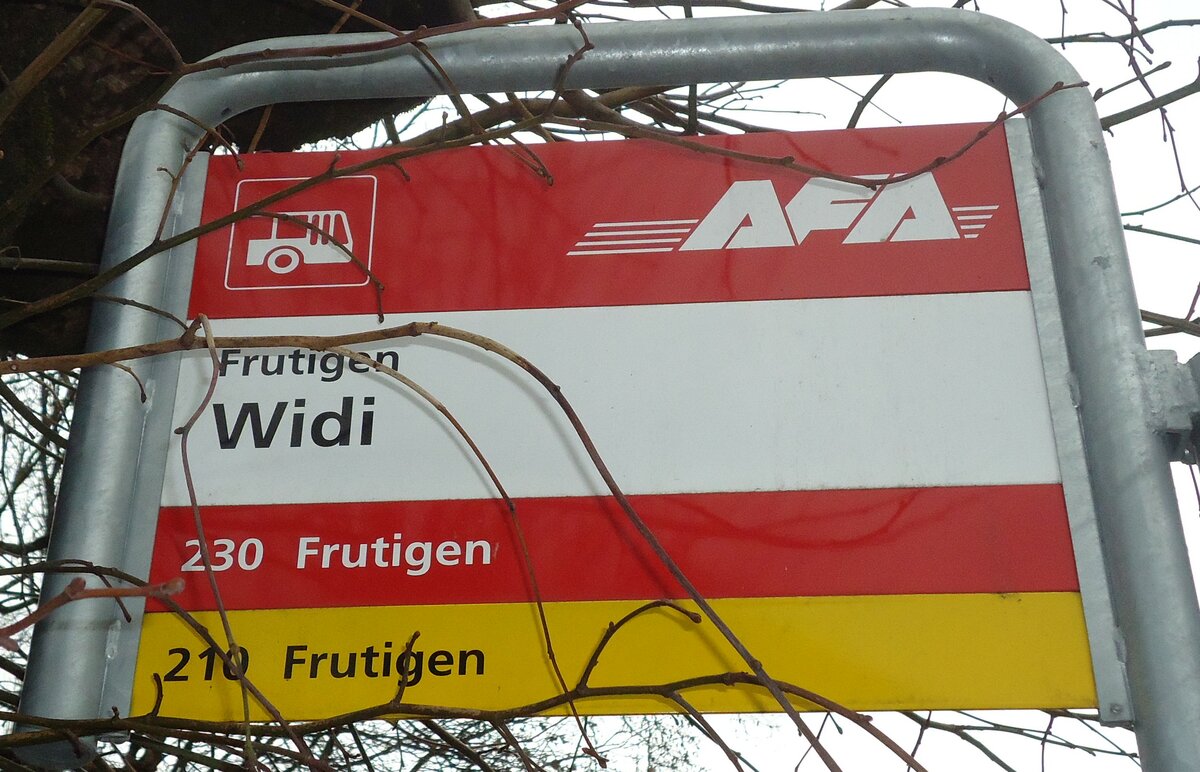 AFA
Frutigen
Widi
230 Frutigen
210 Frutigen